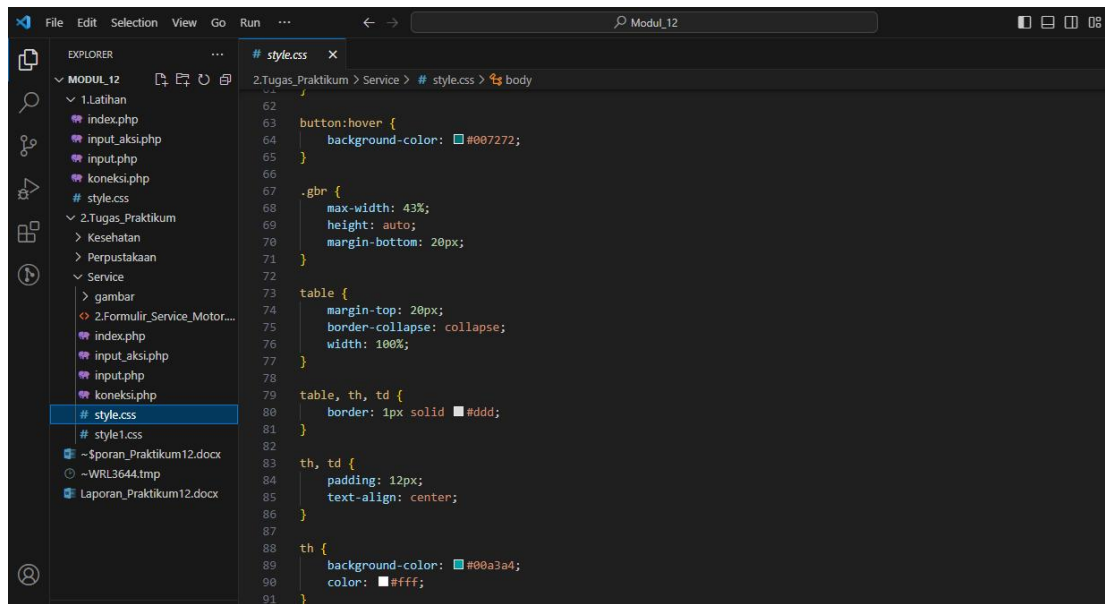 File Edit Selection View Go Run ··· ← → Modul_12
EXPLORER ···
MODUL_12
1.Latihan
index.php
input_aksi.php
input.php
koneksi.php
# style.css
2.Tugas_Praktikum
Kesehatan
Perpustakaan
Service
gambar
<> 2.Formulir_Service_Motor....
index.php
input_aksi.php
input.php
koneksi.php
# style.css
# style1.css
~$poran_Praktikum12.docx
~WRL3644.tmp
Laporan_Praktikum12.docx
# style.css ×
2.Tugas_Praktikum > Service > # style.css > body
61 }
62
63 button:hover {
64 background-color: #007272;
65 }
66
67 .gbr {
68 max-width: 43%;
69 height: auto;
70 margin-bottom: 20px;
71 }
72
73 table {
74 margin-top: 20px;
75 border-collapse: collapse;
76 width: 100%;
77 }
78
79 table, th, td {
80 border: 1px solid #ddd;
81 }
82
83 th, td {
84 padding: 12px;
85 text-align: center;
86 }
87
88 th {
89 background-color: #00a3a4;
90 color: #fff;
91 }